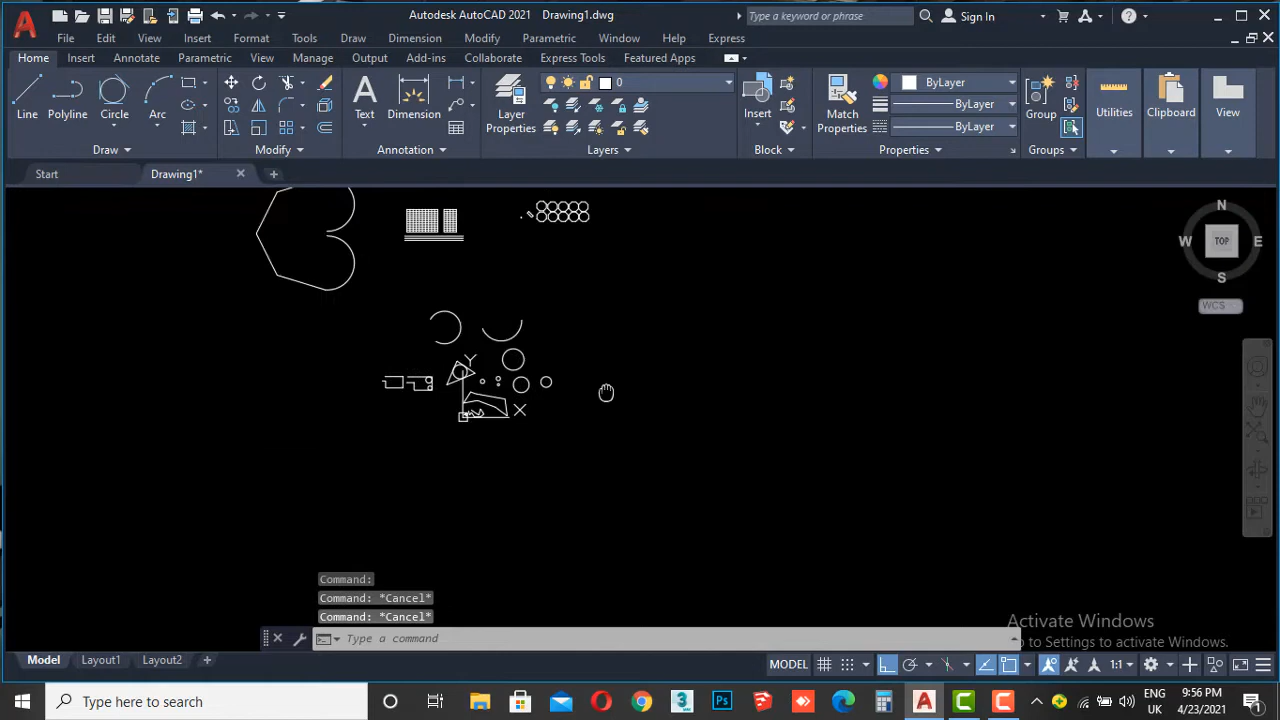 Autodesk AutoCAD 2021 Drawing1.dwg
Type a keyword or phrase
Sign In
File Edit View Insert Format Tools Draw Dimension Modify Parametric Window Help Express
Home Insert Annotate Parametric View Manage Output Add-ins Collaborate Express Tools Featured Apps
Line Polyline Circle Arc
Text Dimension
Layer Properties
0
Insert
Match Properties
ByLayer
ByLayer
ByLayer
Group
Utilities
Clipboard
View
Draw
Modify
Annotation
Layers
Block
Properties
Groups
Start
Drawing1*
N
W TOP E
S
WCS
Y
X
Command:
Command: *Cancel*
Command: *Cancel*
Type a command
Activate Windows
o to Settings to activate Windows.
Model Layout1 Layout2
MODEL
1:1
Type here to search
3
Ps
A
ENG
UK
9:56 PM
4/23/2021